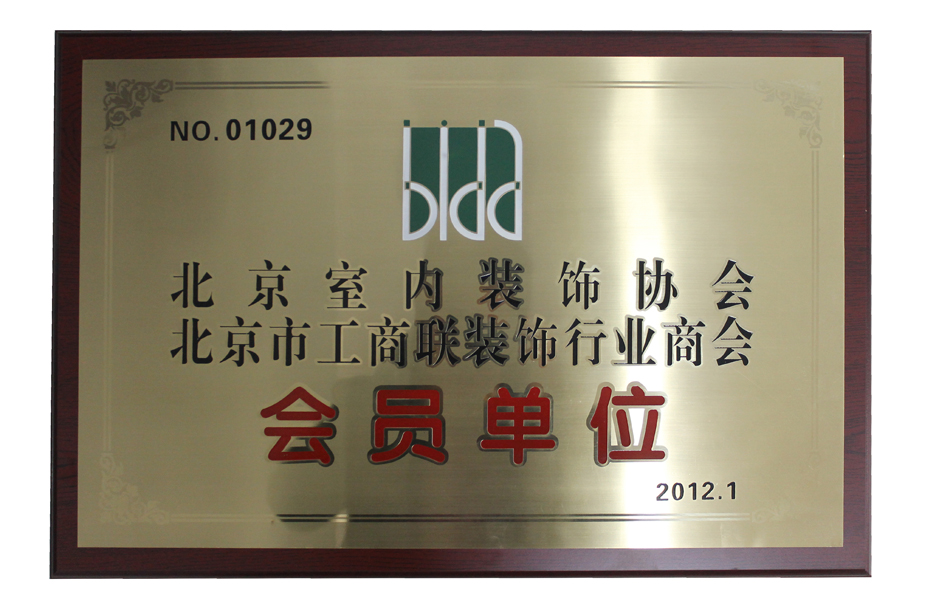 NO. 01029
bida
北京室内装饰协会
北京市工商联装饰行业商会
会员单位
2012.1